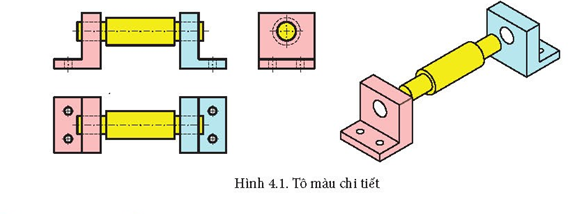 Hình 4.1. Tô màu chi tiết